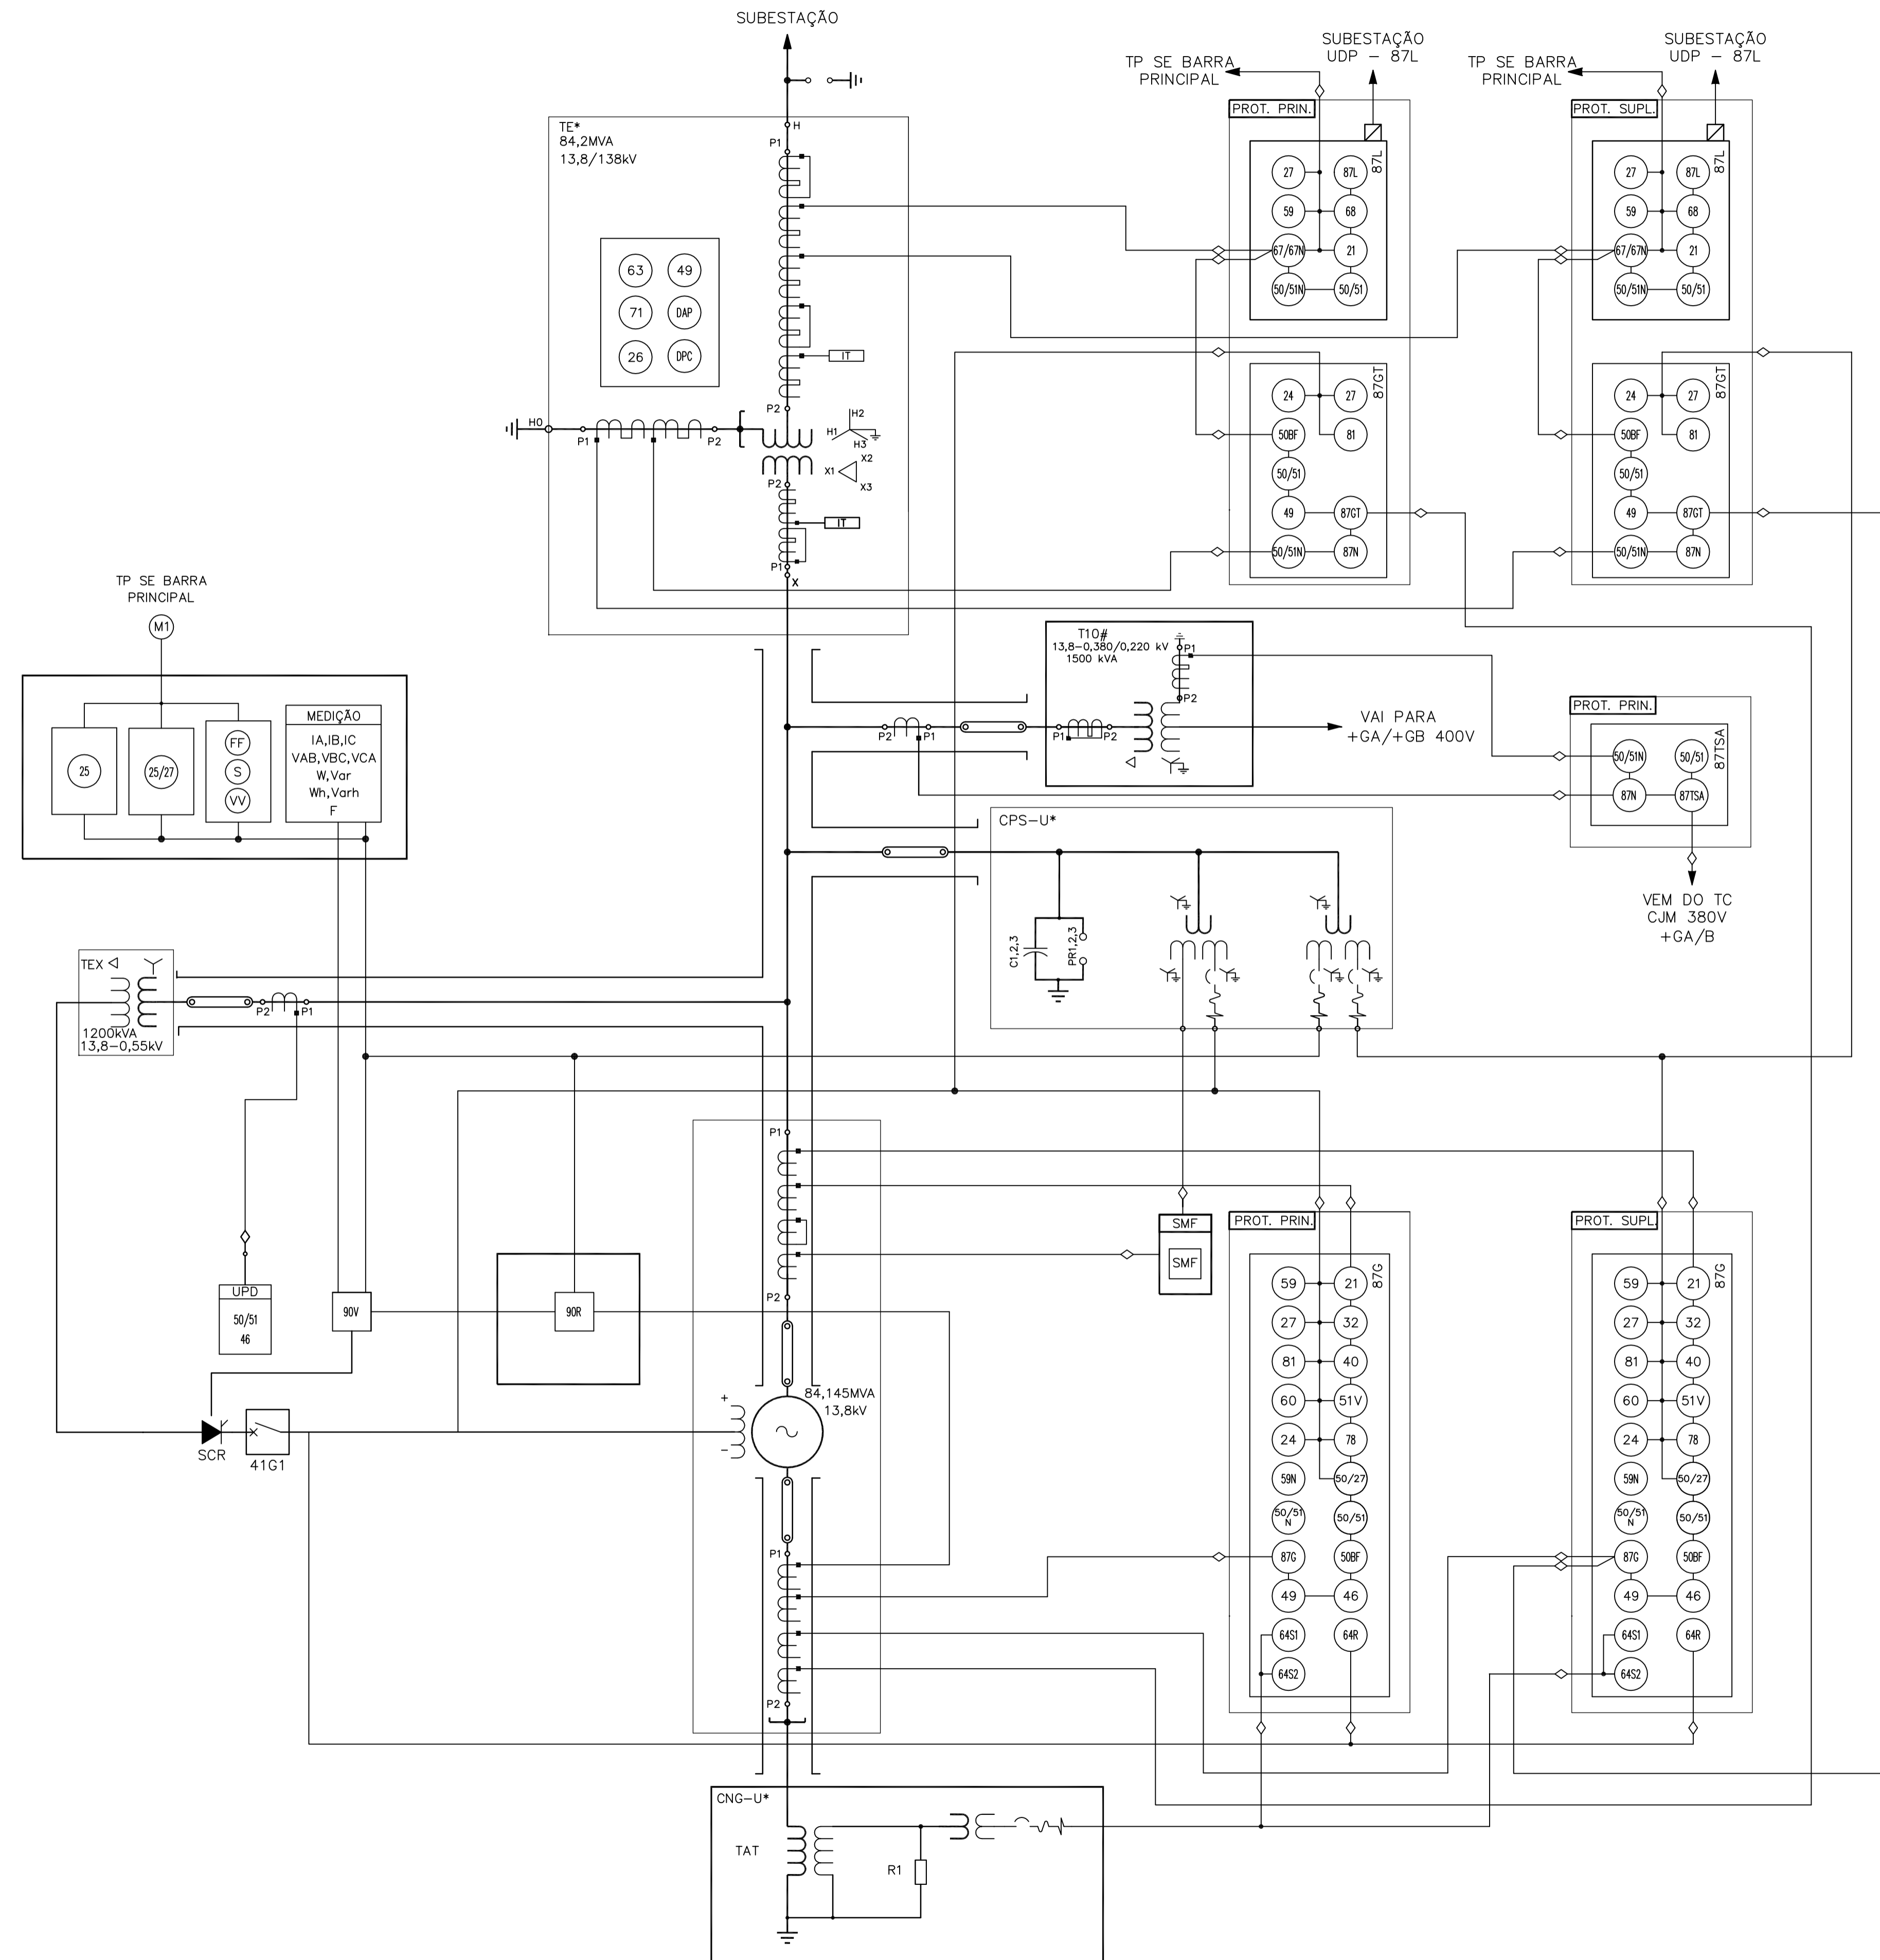 SUBESTAÇÃO
SUBESTAÇÃO
UDP – 87L
TP SE BARRA
PRINCIPAL
SUBESTAÇÃO
UDP – 87L
TP SE BARRA
PRINCIPAL
TE*
84,2MVA
13,8/138kV
H
P1
63
49
71
DAP
26
DPC
IT
P2
H0
P1
P2
H1
H2
H3
X1
X2
X3
P2
IT
P1
X
PROT. PRIN.
87L
27
87L
59
68
67/67N
21
50/51N
50/51
87GT
24
27
50BF
81
50/51
49
87GT
50/51N
87N
PROT. SUPL.
87L
27
87L
59
68
67/67N
21
50/51N
50/51
87GT
24
27
50BF
81
50/51
49
87GT
50/51N
87N
TP SE BARRA
PRINCIPAL
M1
25
25/27
FF
S
VV
MEDIÇÃO
IA,IB,IC
VAB,VBC,VCA
W,Var
Wh,Varh
F
T10#
13,8–0,380/0,220 kV
1500 kVA
P1
P2
P2
P1
P1
P2
VAI PARA
+GA/+GB 400V
PROT. PRIN.
87TSA
50/51N
50/51
87N
87TSA
VEM DO TC
CJM 380V
+GA/B
CPS–U*
C1,2,3
PR1,2,3
TEX
1200kVA
13,8–0,55kV
P2
P1
UPD
50/51
46
90V
90R
SCR
41G1
P1
P2
84,145MVA
13,8kV
+
–
P1
P2
SMF
SMF
PROT. PRIN.
87G
59
21
27
32
81
40
60
51V
24
78
59N
50/27
50/51
N
50/51
87G
50BF
49
46
64S1
64R
64S2
PROT. SUPL.
87G
59
21
27
32
81
40
60
51V
24
78
59N
50/27
50/51
N
50/51
87G
50BF
49
46
64S1
64R
64S2
CNG–U*
TAT
R1